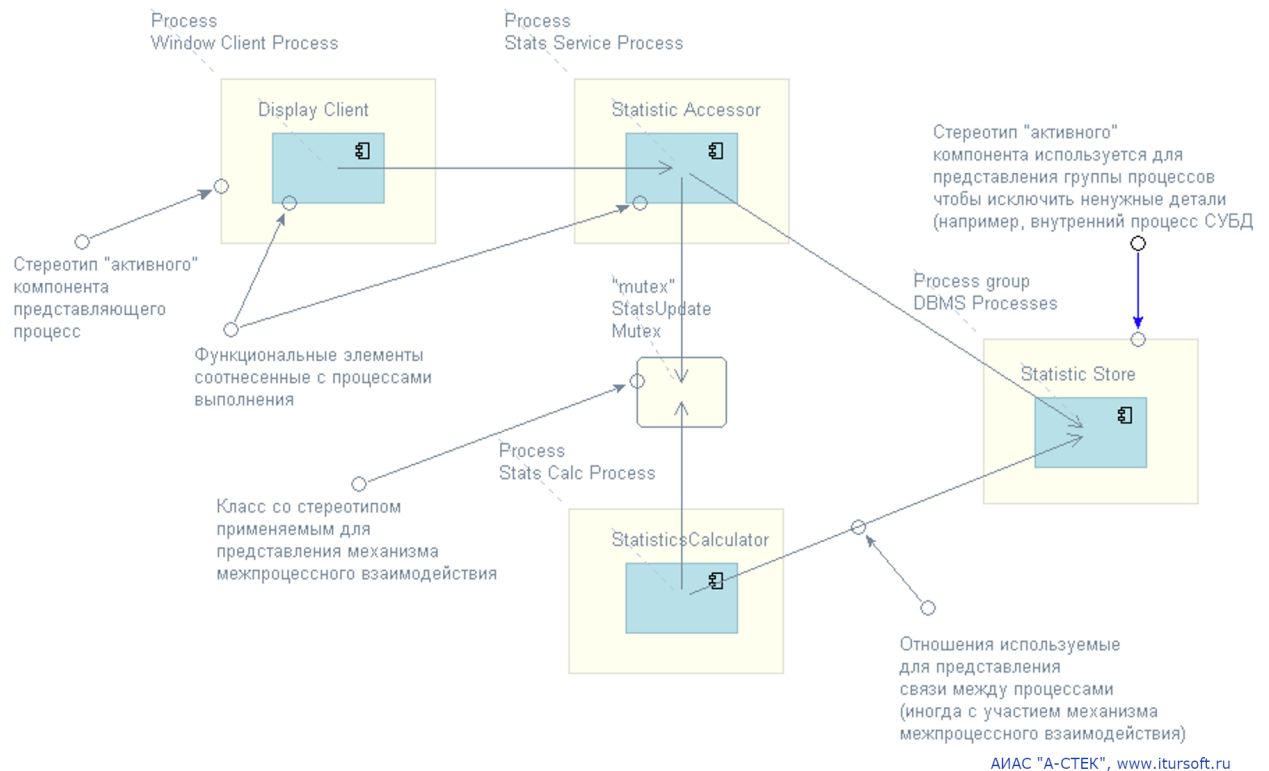 Process
Window Client Process
Process
Stats Service Process
Display Client
Statistic Accessor
Стереотип "активного"
компонента используется для
представления группы процессов
чтобы исключить ненужные детали
(например, внутренний процесс СУБД
Стереотип "активного"
компонента
представляющего
процесс
"mutex"
StatsUpdate
Mutex
Process group
DBMS Processes
Функциональные элементы
соотнесенные с процессами
выполнения
Statistic Store
Process
Stats Calc Process
Класс со стереотипом
применяемым для
представления механизма
межпроцессного взаимодействия
StatisticsCalculator
Отношения используемые
для представления
связи между процессами
(иногда с участием механизма
межпроцессного взаимодействия)
АИАС "А-СТЕК", www.itursoft.ru